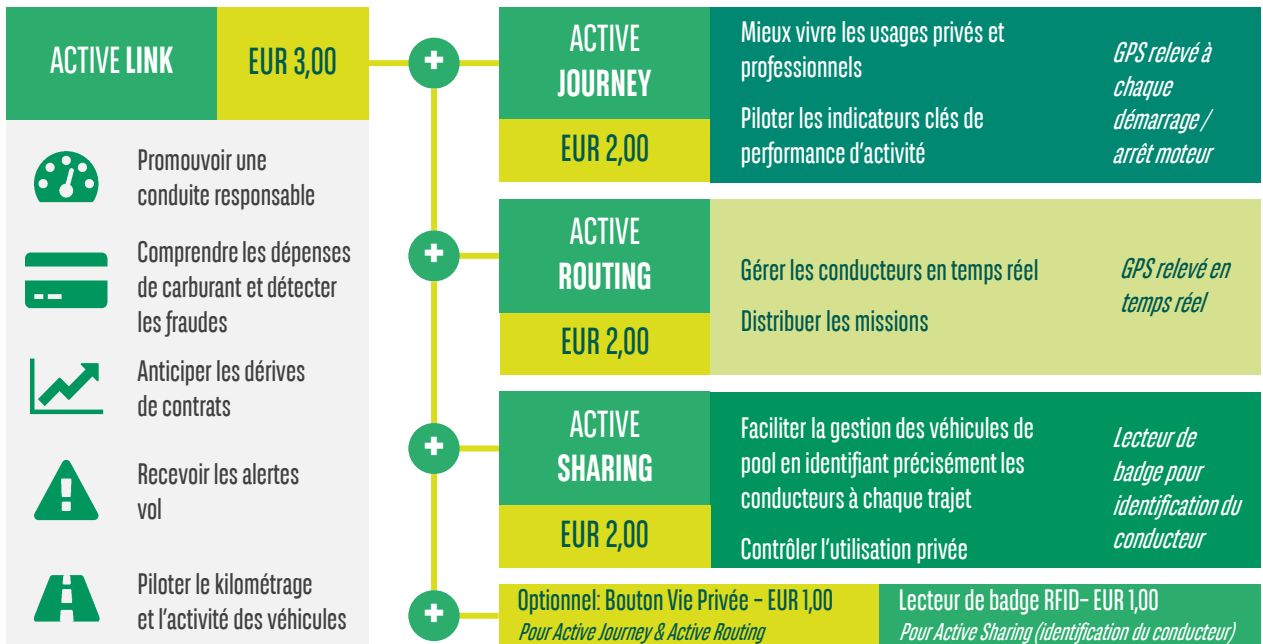 ACTIVE LINK
EUR 3,00
Promouvoir une
conduite responsable
Comprendre les dépenses
de carburant et détecter
les fraudes
Anticiper les dérives
de contrats
Recevoir les alertes
vol
Piloter le kilométrage
et l'activité des véhicules
ACTIVE
JOURNEY
EUR 2,00
Mieux vivre les usages privés et
professionnels
Piloter les indicateurs clés de
performance d'activité
GPS relevé à
chaque
démarrage /
arrêt moteur
ACTIVE
ROUTING
EUR 2,00
Gérer les conducteurs en temps réel
Distribuer les missions
GPS relevé en
temps réel
ACTIVE
SHARING
EUR 2,00
Faciliter la gestion des véhicules de
pool en identifiant précisément les
conducteurs à chaque trajet
Contrôler l'utilisation privée
Lecteur de
badge pour
identification du
conducteur
Optionnel: Bouton Vie Privée – EUR 1,00
Pour Active Journey & Active Routing
Lecteur de badge RFID– EUR 1,00
Pour Active Sharing (identification du conducteur)